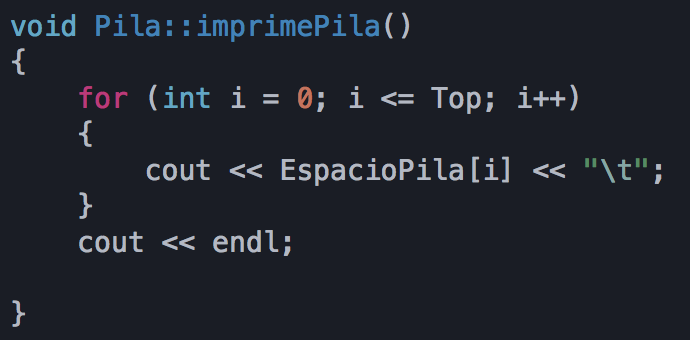 void Pila::imprimePila()
{
    for (int i = 0; i <= Top; i++)
    {
        cout << EspacioPila[i] << "\t";
    }
    cout << endl;

}